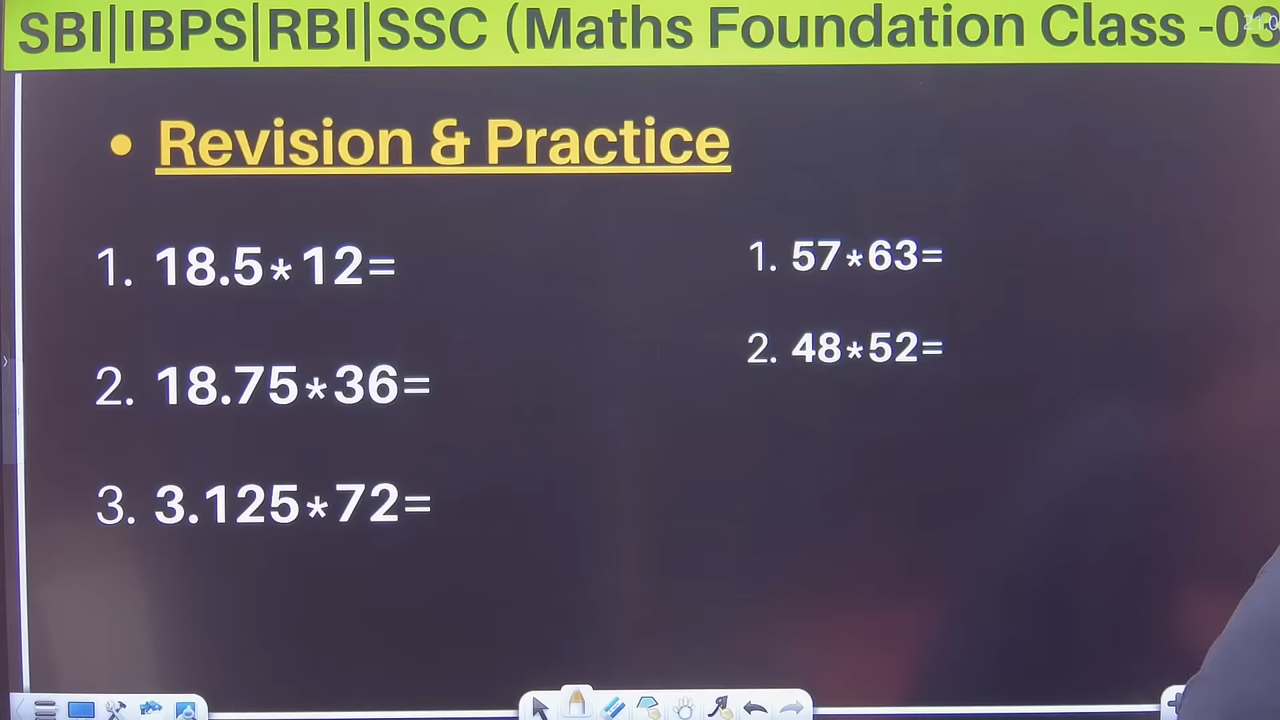 SBI|IBPS|RBI|SSC (Maths Foundation Class -03
• Revision & Practice
1. 18.5*12=
2. 18.75*36=
3. 3.125*72=
1. 57*63=
2. 48*52=